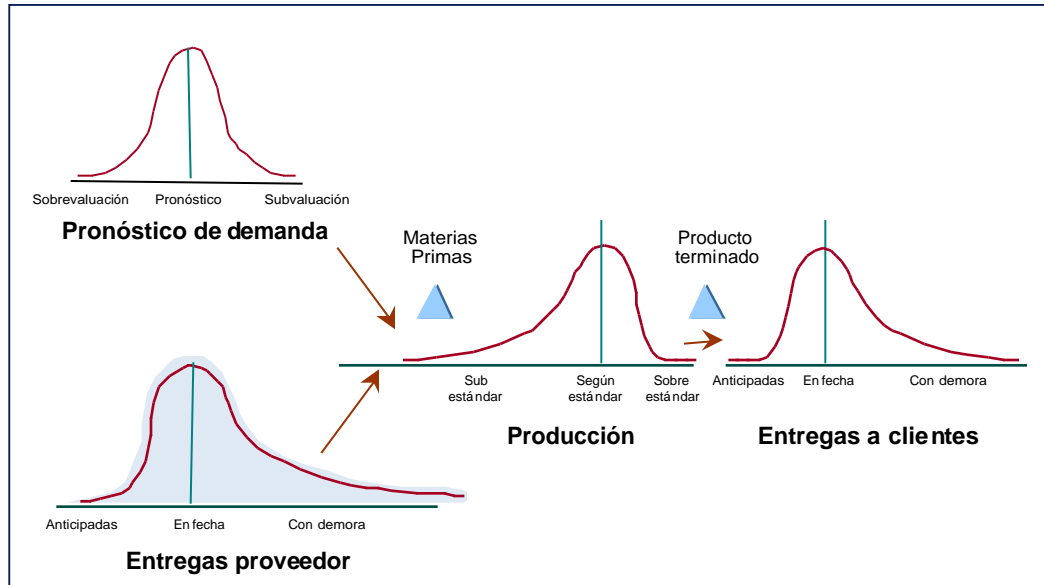 Sobrevaluación
Pronóstico
Subvaluación
Pronóstico de demanda
Materias
Primas
Producto
terminado
Sub
estándar
Según
estándar
Sobre
estándar
Producción
Anticipadas
En fecha
Con demora
Entregas a clientes
Anticipadas
En fecha
Con demora
Entregas proveedor